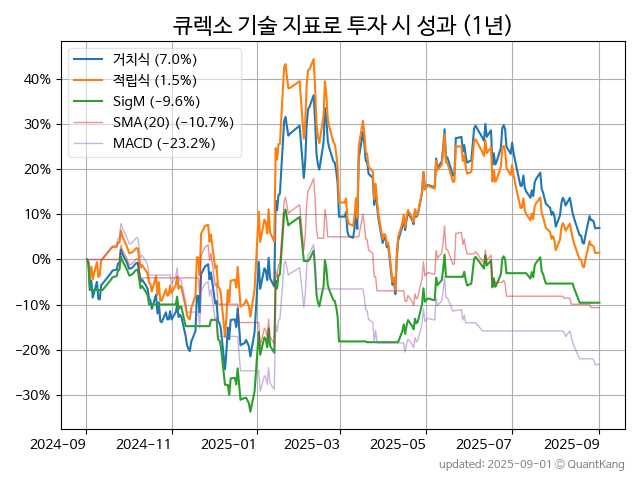 큐렉소 기술 지표로 투자 시 성과 (1년)
거치식 (7.0%)
적립식 (1.5%)
SigM (−9.6%)
SMA(20) (−10.7%)
MACD (−23.2%)
40%
30%
20%
10%
0%
−10%
−20%
−30%
2024-09
2024-11
2025-01
2025-03
2025-05
2025-07
2025-09
updated: 2025-09-01 © QuantKang